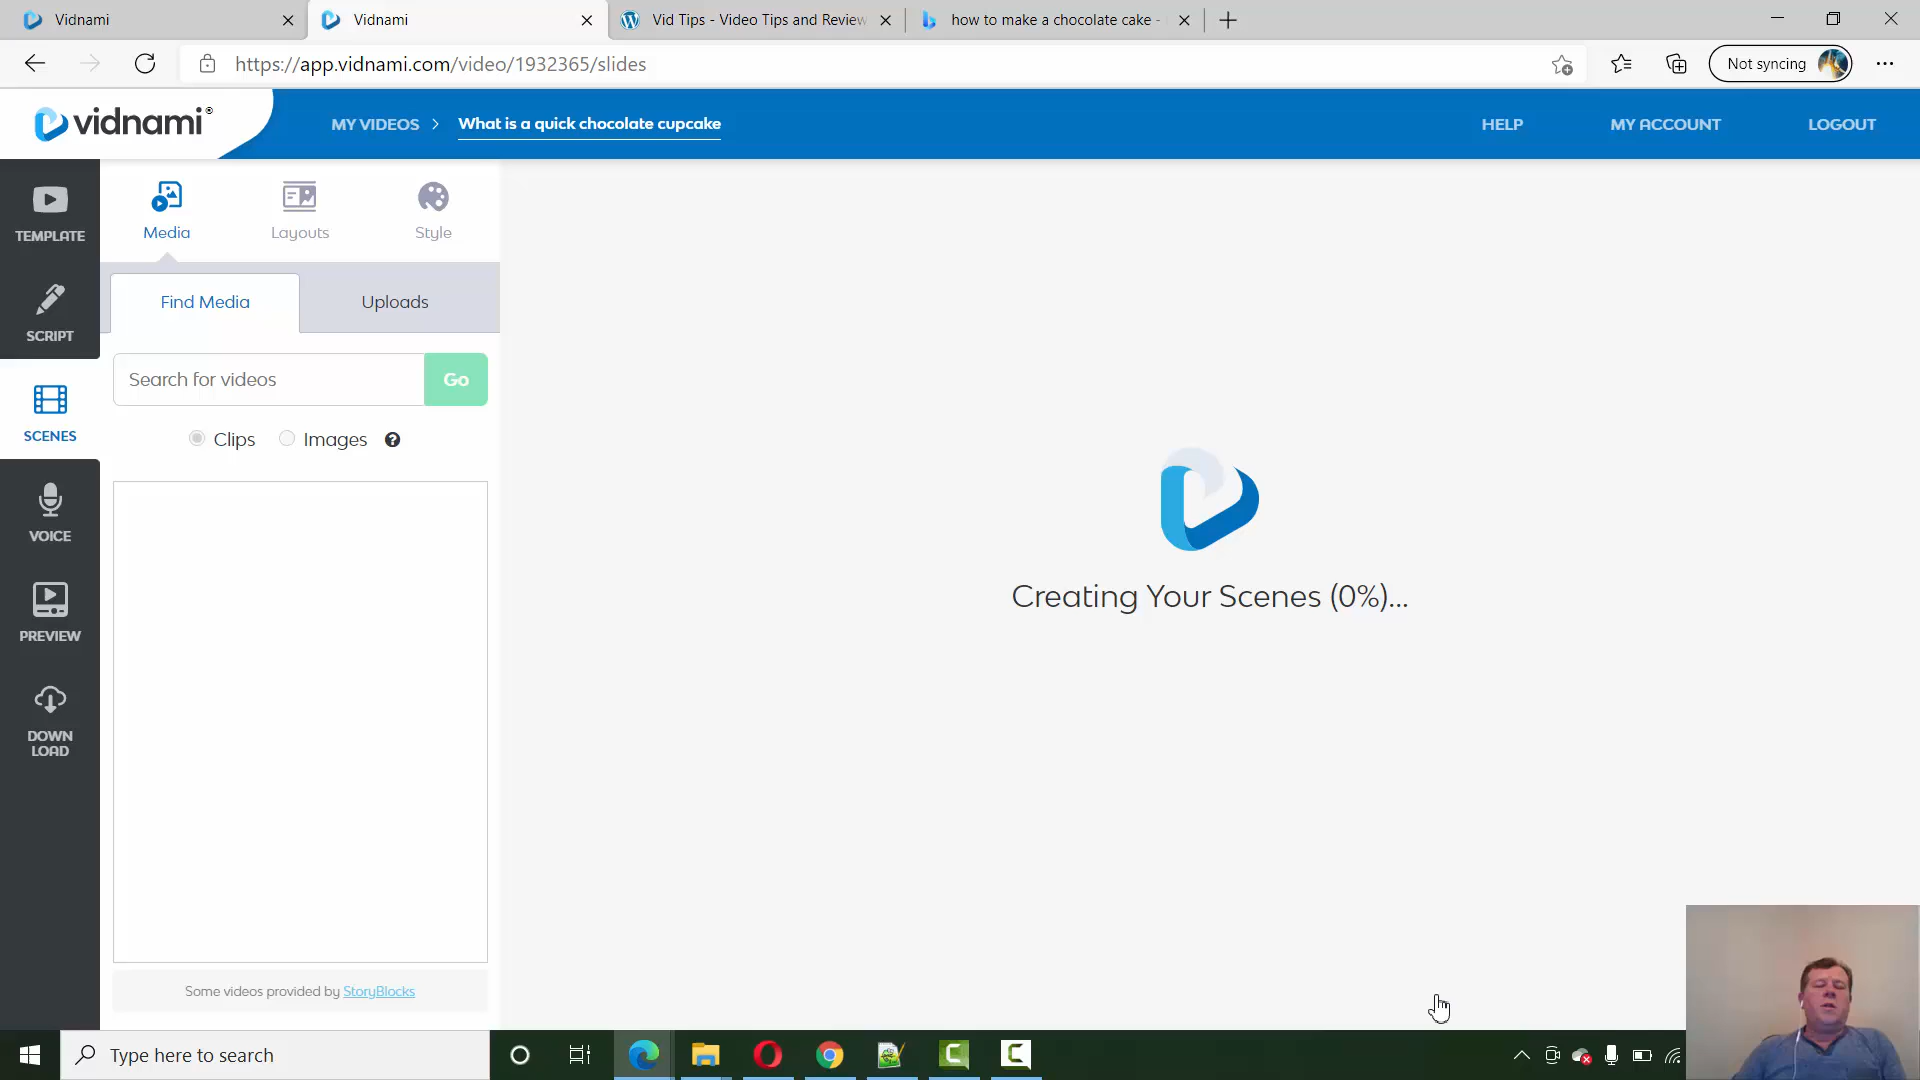 Vidnami
Vidnami
Vid Tips - Video Tips and Review
how to make a chocolate cake -
https://app.vidnami.com/video/1932365/slides
Not syncing
vidnami®
MY VIDEOS > What is a quick chocolate cupcake
HELP
MY ACCOUNT
LOGOUT
TEMPLATE
SCRIPT
SCENES
VOICE
PREVIEW
DOWN
LOAD
Media
Layouts
Style
Find Media
Uploads
Search for videos
Go
Clips
Images
Creating Your Scenes (0%)...
Some videos provided by StoryBlocks
Type here to search